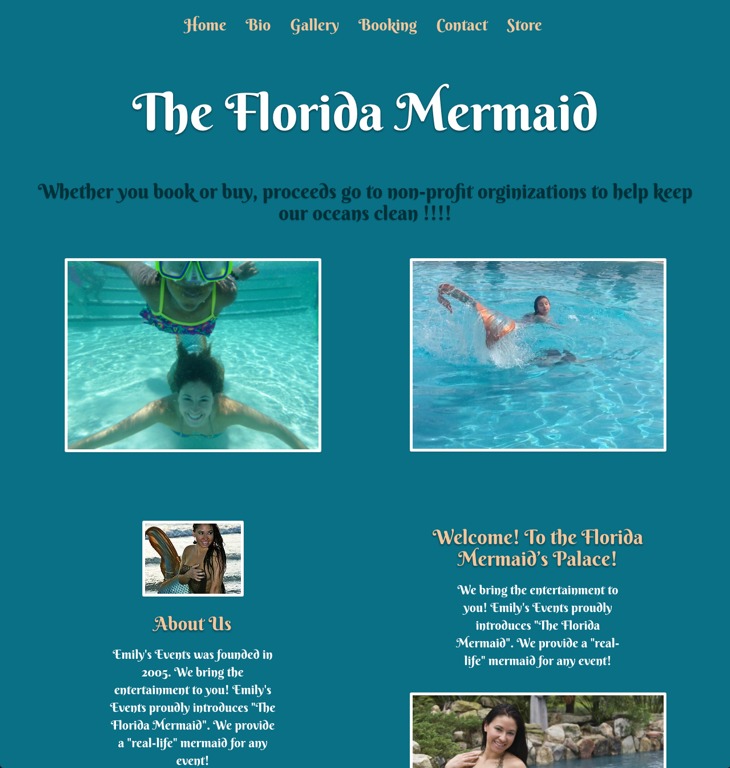 Home Bio Gallery Booking Contact Store
The Florida Mermaid
Whether you book or buy, proceeds go to non-profit orginizations to help keep
our oceans clean !!!!
Welcome! To the Florida
Mermaid's Palace!
We bring the entertainment to
you! Emily's Events proudly
introduces "The Florida
Mermaid". We provide a "real-
life" mermaid for any event!
About Us
Emily's Events was founded in
2005. We bring the
entertainment to you! Emily's
Events proudly introduces "The
Florida Mermaid". We provide
a "real-life" mermaid for any
event!